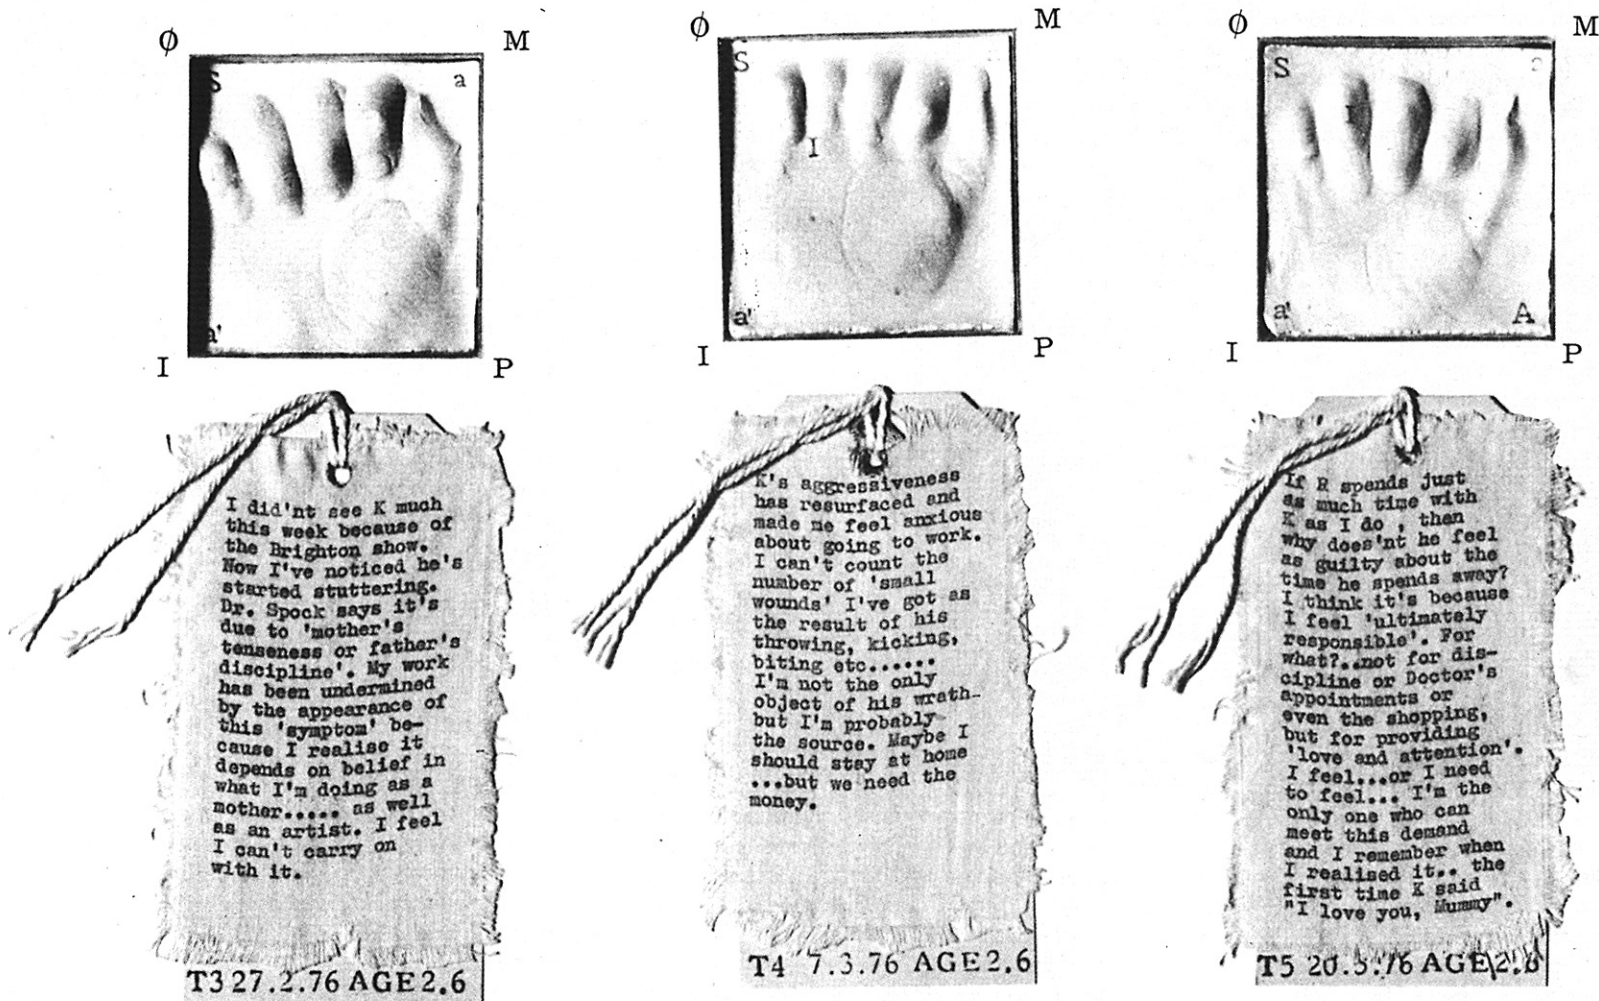 Ø M
S a
a'
I P
Ø M
S
I
a'
I P
Ø M
S
I
a' A
I P
I did'nt see K much
this week because of
the Brighton show.
Now I've noticed he's
started stuttering.
Dr. Spock says it's
due to 'mother's
tenseness or father's
discipline'. My work
has been undermined
by the appearance of
this 'symptom' be-
cause I realise it
depends on belief in
what I'm doing as a
mother..... as well
as an artist. I feel
I can't carry on
with it.
T3 27.2.76 AGE 2.6
K's aggressiveness
has resurfaced and
made me feel anxious
about going to work.
I can't count the
number of 'small
wounds' I've got as
the result of his
throwing, kicking,
biting etc......
I'm not the only
object of his wrath-
but I'm probably
the source. Maybe I
should stay at home
...but we need the
money.
T4 7.3.76 AGE 2.6
If R spends just
as much time with
K as I do , then
why does'nt he feel
as guilty about the
time he spends away?
I think it's because
I feel 'ultimately
responsible'. For
what?..not for dis-
cipline or Doctor's
appointments or
even the shopping,
but for providing
'love and attention'.
I feel...or I need
to feel... I'm the
only one who can
meet this demand
and I remember when
I realised it.. the
first time K said
"I love you, Mummy".
T5 AGE 2.6